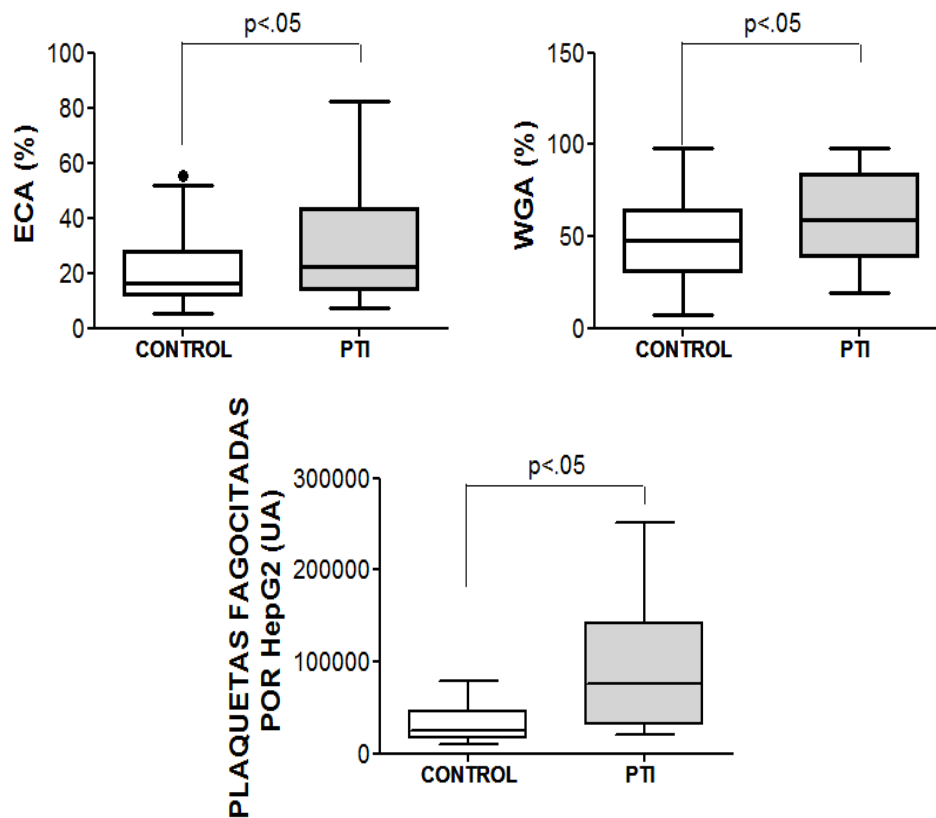 p<.05
ECA (%)
100
80
60
40
20
0
CONTROL
PTI
p<.05
WGA (%)
150
100
50
0
CONTROL
PTI
p<.05
PLAQUETAS FAGOCITADAS
POR HepG2 (UA)
300000
200000
100000
0
CONTROL
PTI